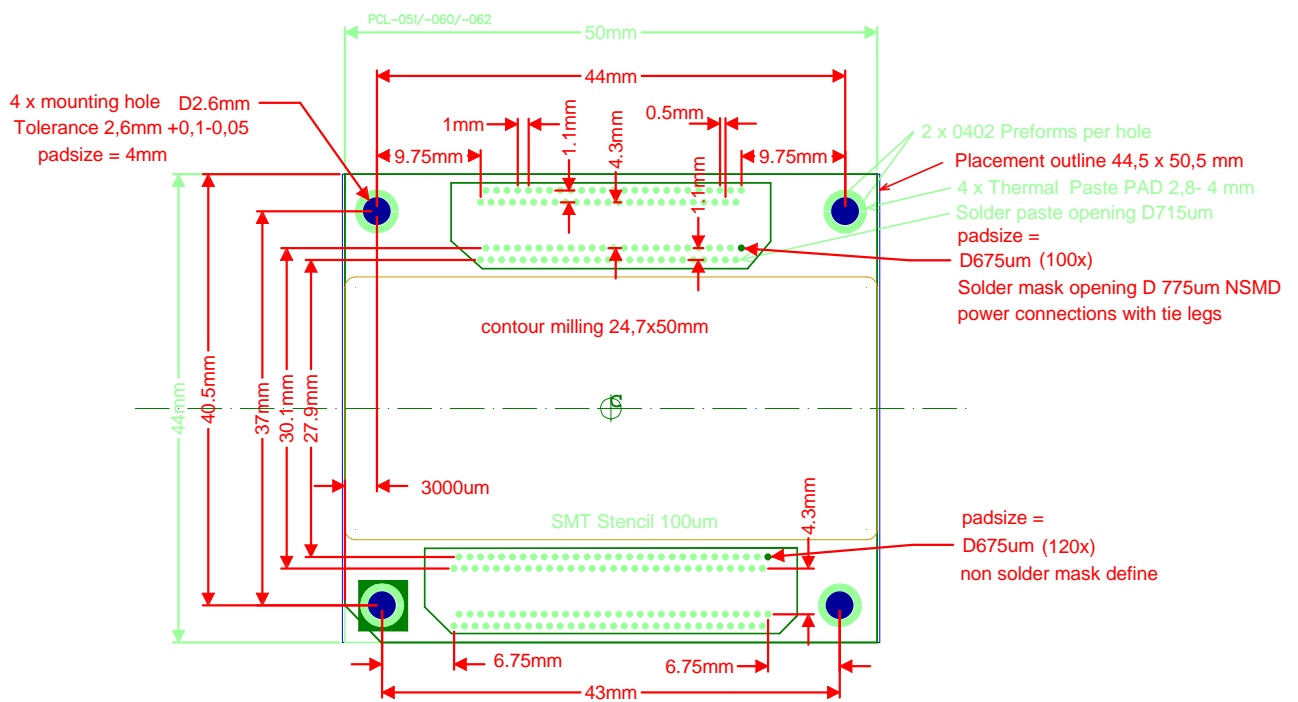 PCL-051/-060/-062
50mm
44mm
4 x mounting hole D2.6mm
Tolerance 2,6mm +0,1-0,05
padsize = 4mm
1mm
1.1mm
4.3mm
0.5mm
9.75mm
9.75mm
1.1mm
2 x 0402 Preforms per hole
Placement outline 44,5 x 50,5 mm
4 x Thermal Paste PAD 2,8- 4 mm
Solder paste opening D715um
padsize =
D675um (100x)
Solder mask opening D 775um NSMD
power connections with tie legs
contour milling 24,7x50mm
44mm
40.5mm
37mm
30.1mm
27.9mm
3000um
SMT Stencil 100um
4.3mm
padsize =
D675um (120x)
non solder mask define
6.75mm
6.75mm
43mm